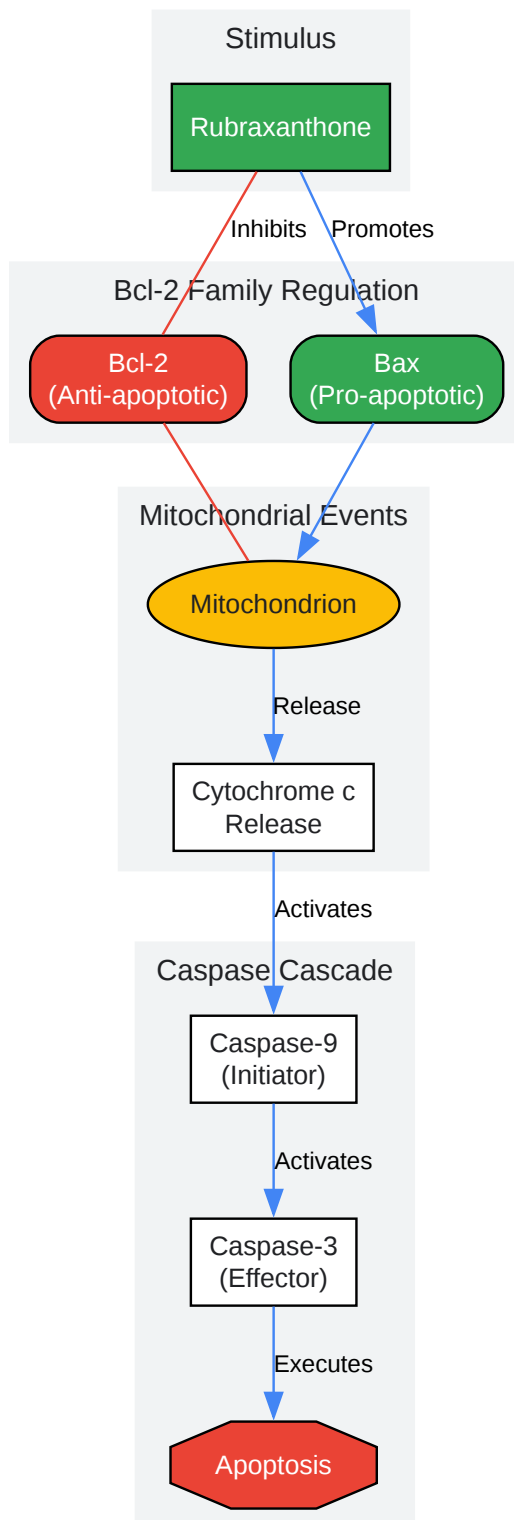 Stimulus
Rubraxanthone
Inhibits
Promotes
Bcl-2 Family Regulation
Bcl-2
(Anti-apoptotic)
Bax
(Pro-apoptotic)
Mitochondrial Events
Mitochondrion
Release
Cytochrome c
Release
Activates
Caspase Cascade
Caspase-9
(Initiator)
Activates
Caspase-3
(Effector)
Executes
Apoptosis